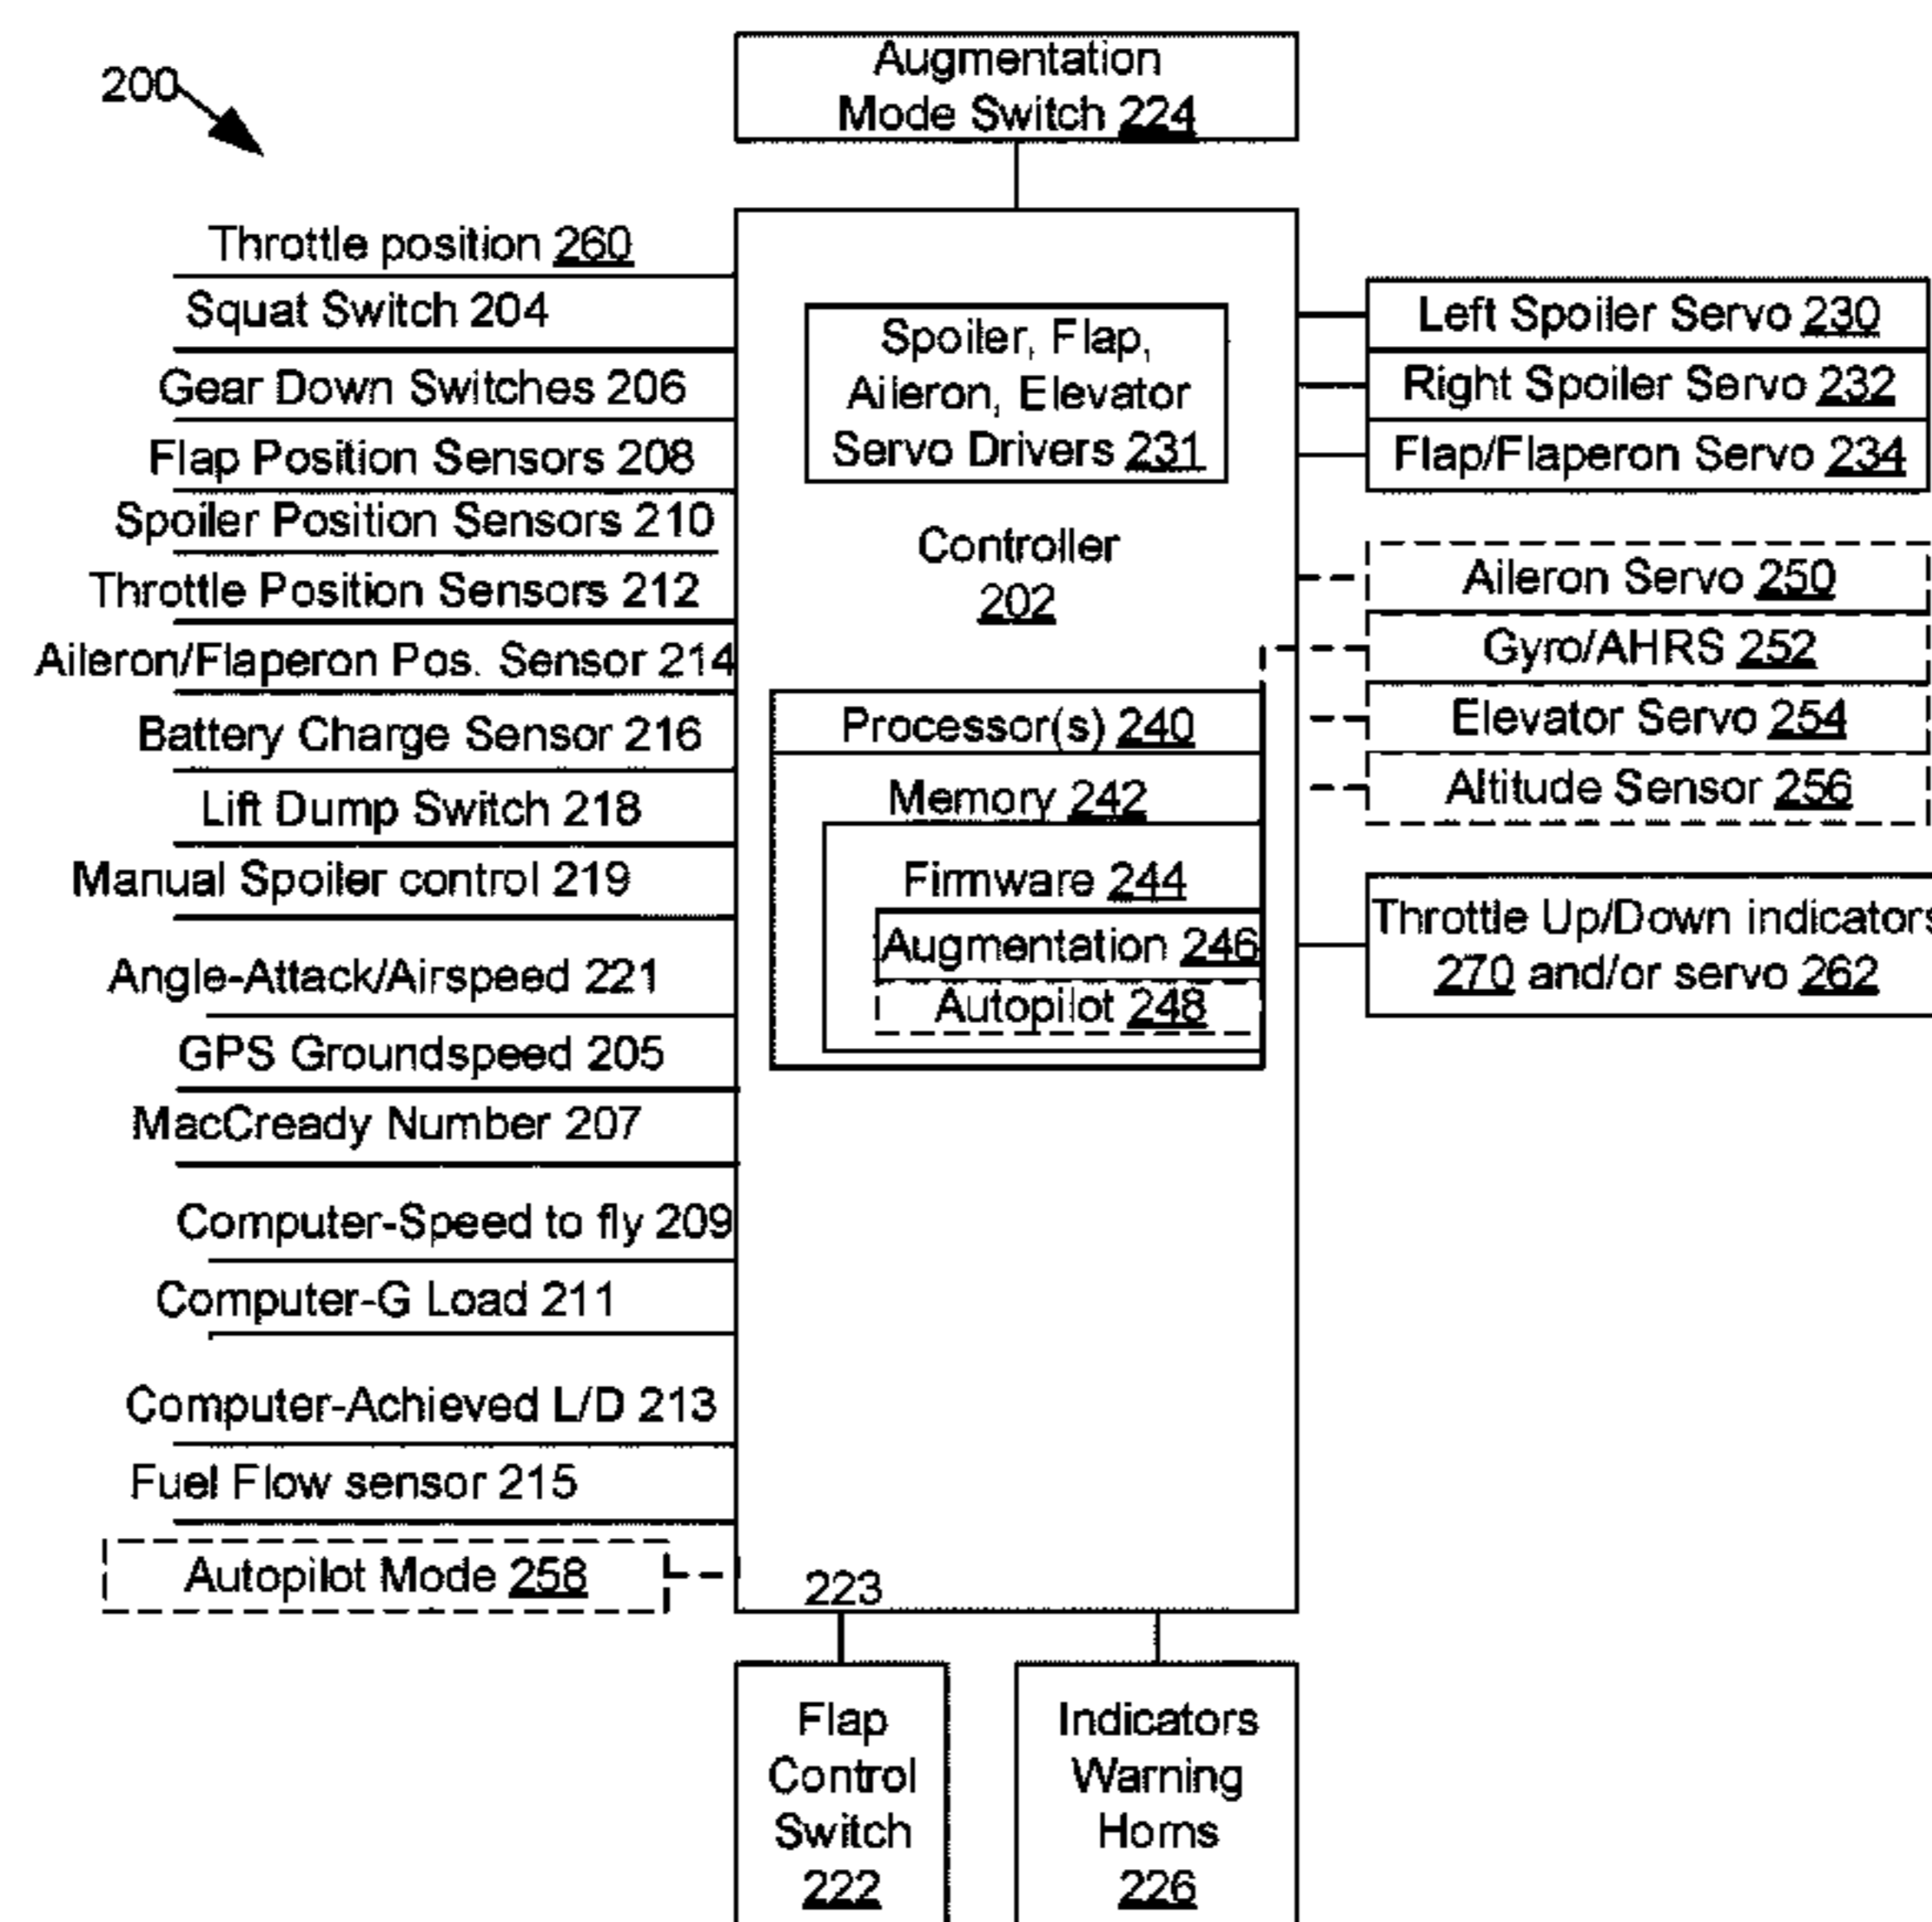 200
Augmentation
Mode Switch 224
Throttle position 260
Squat Switch 204
Gear Down Switches 206
Flap Position Sensors 208
Spoiler Position Sensors 210
Throttle Position Sensors 212
Aileron/Flaperon Pos. Sensor 214
Battery Charge Sensor 216
Lift Dump Switch 218
Manual Spoiler control 219
Angle-Attack/Airspeed 221
GPS Groundspeed 205
MacCready Number 207
Computer-Speed to fly 209
Computer-G Load 211
Computer-Achieved L/D 213
Fuel Flow sensor 215
Autopilot Mode 258
Spoiler, Flap,
Aileron, Elevator
Servo Drivers 231
Controller
202
Processor(s) 240
Memory 242
Firmware 244
Augmentation 246
Autopilot 248
223
Left Spoiler Servo 230
Right Spoiler Servo 232
Flap/Flaperon Servo 234
Aileron Servo 250
Gyro/AHRS 252
Elevator Servo 254
Altitude Sensor 256
Throttle Up/Down indicators
270 and/or servo 262
Flap
Control
Switch
222
Indicators
Warning
Horns
226